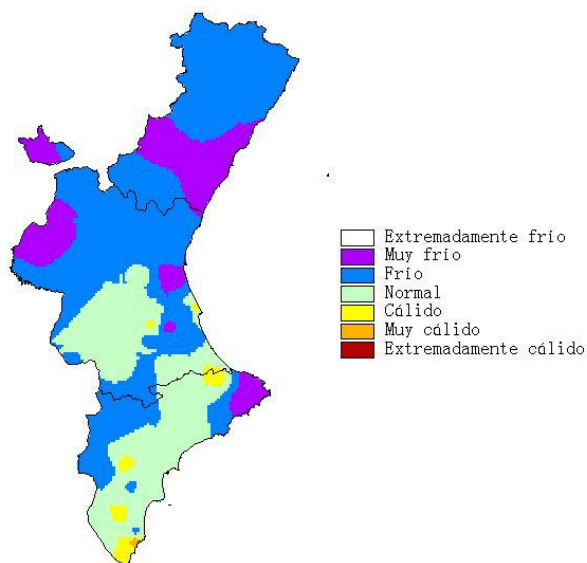 Extremadamente frío
Muy frío
Frío
Normal
Cálido
Muy cálido
Extremadamente cálido